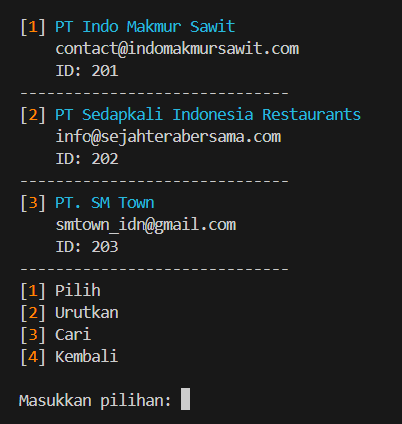 [1] PT Indo Makmur Sawit
contact@indomakmursawit.com
ID: 201
------------------------------
[2] PT Sedapkali Indonesia Restaurants
info@sejahterabersama.com
ID: 202
------------------------------
[3] PT. SM Town
smtown_idn@gmail.com
ID: 203
------------------------------
[1] Pilih
[2] Urutkan
[3] Cari
[4] Kembali
Masukkan pilihan: